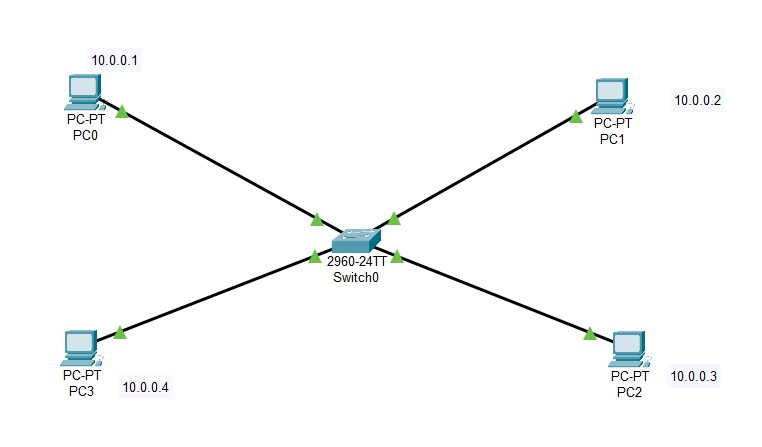 10.0.0.1
PC-PT
PC0
10.0.0.2
PC-PT
PC1
2960-24TT
Switch0
PC-PT
PC3
10.0.0.4
PC-PT
PC2
10.0.0.3